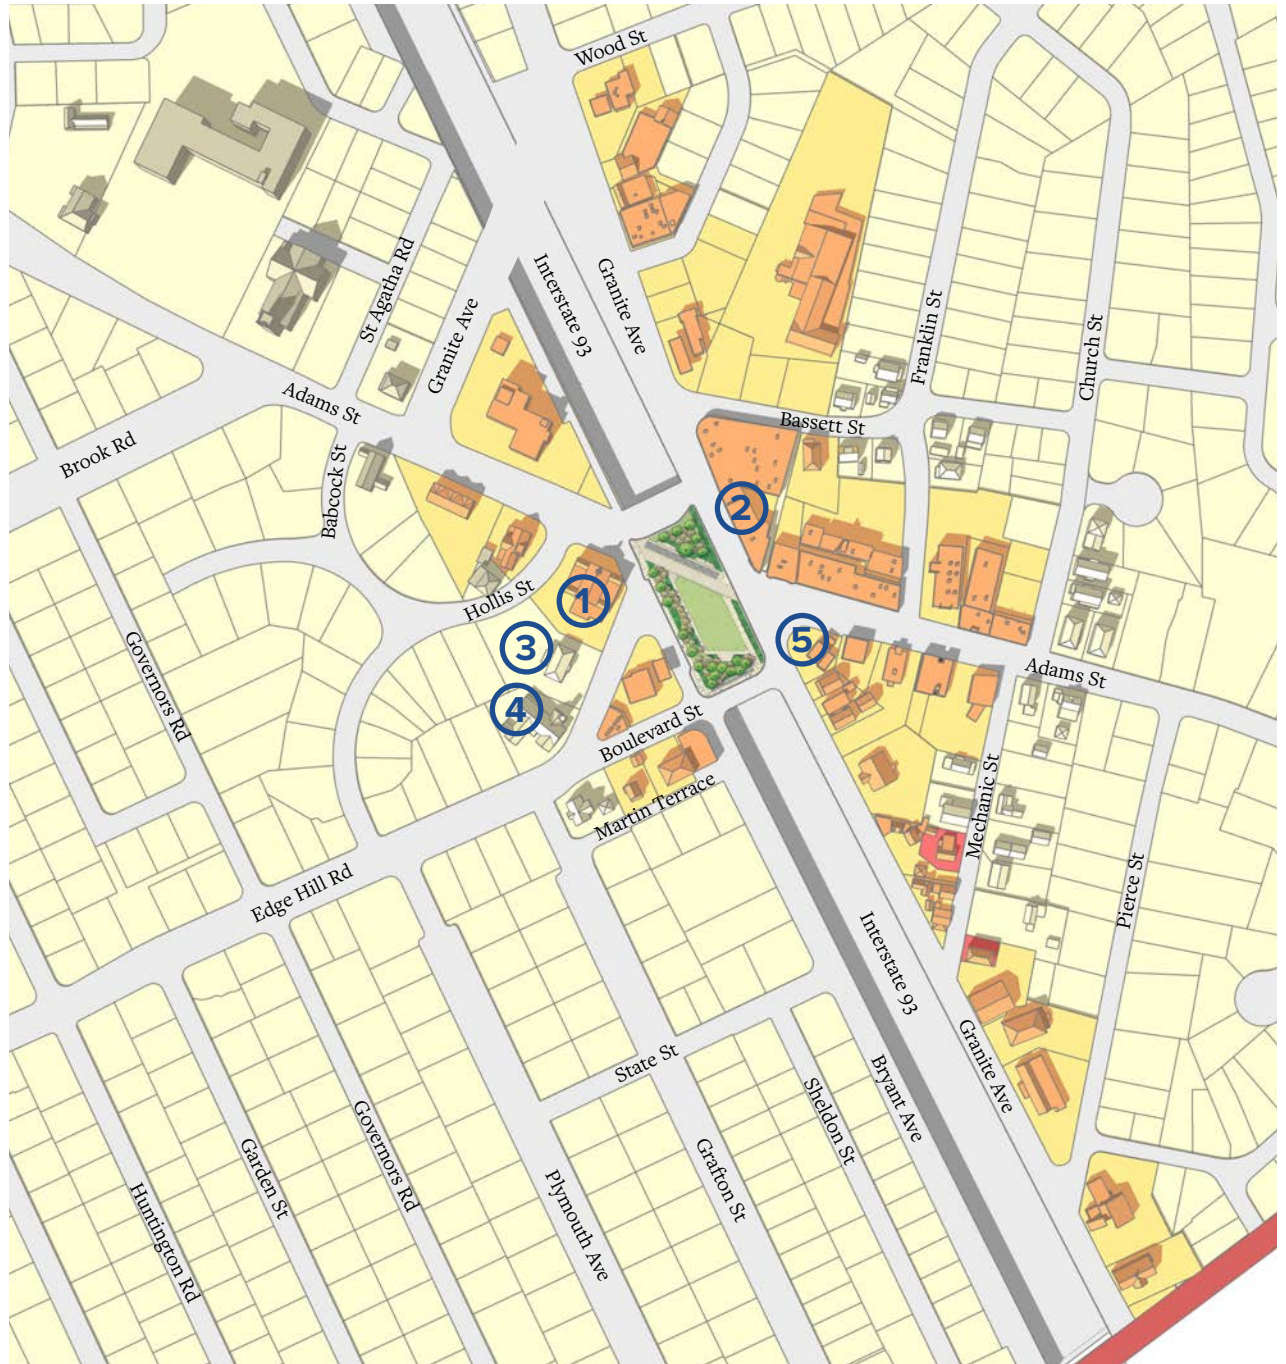 Wood St
Interstate 93
Granite Ave
St Agatha Rd
Granite Ave
Franklin St
Church St
Adams St
Bassett St
Brook Rd
Babcock St
2
Hollis St
1
3
5
4
Adams St
Governors Rd
Boulevard St
Martin Terrace
Mechanic St
Edge Hill Rd
Pierce St
Interstate 93
Granite Ave
State St
Bryant Ave
Sheldon St
Governors Rd
Garden St
Grafton St
Plymouth Ave
Huntington Rd